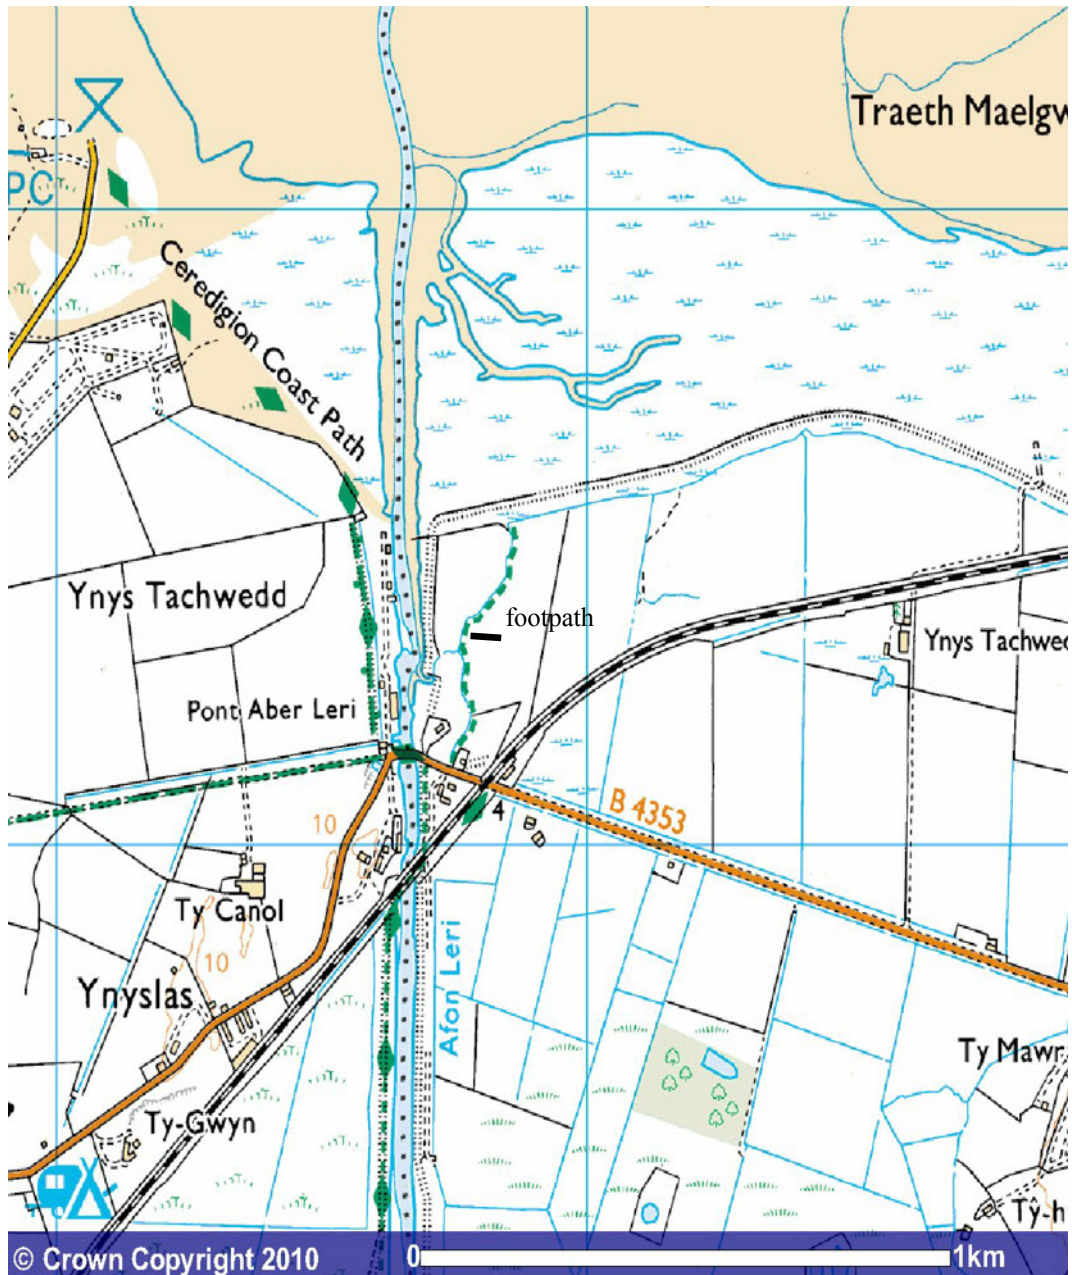 Traeth Maelgw
PC
Ceredigion Coast Path
Ynys Tachwedd
footpath
Ynys Tachwed
Pont Aber Leri
4
B 4353
10
Ty Canol
10
Ynyslas
Afon Leri
Ty Mawr
Ty-Gwyn
Tŷ-h
© Crown Copyright 2010
0
1km